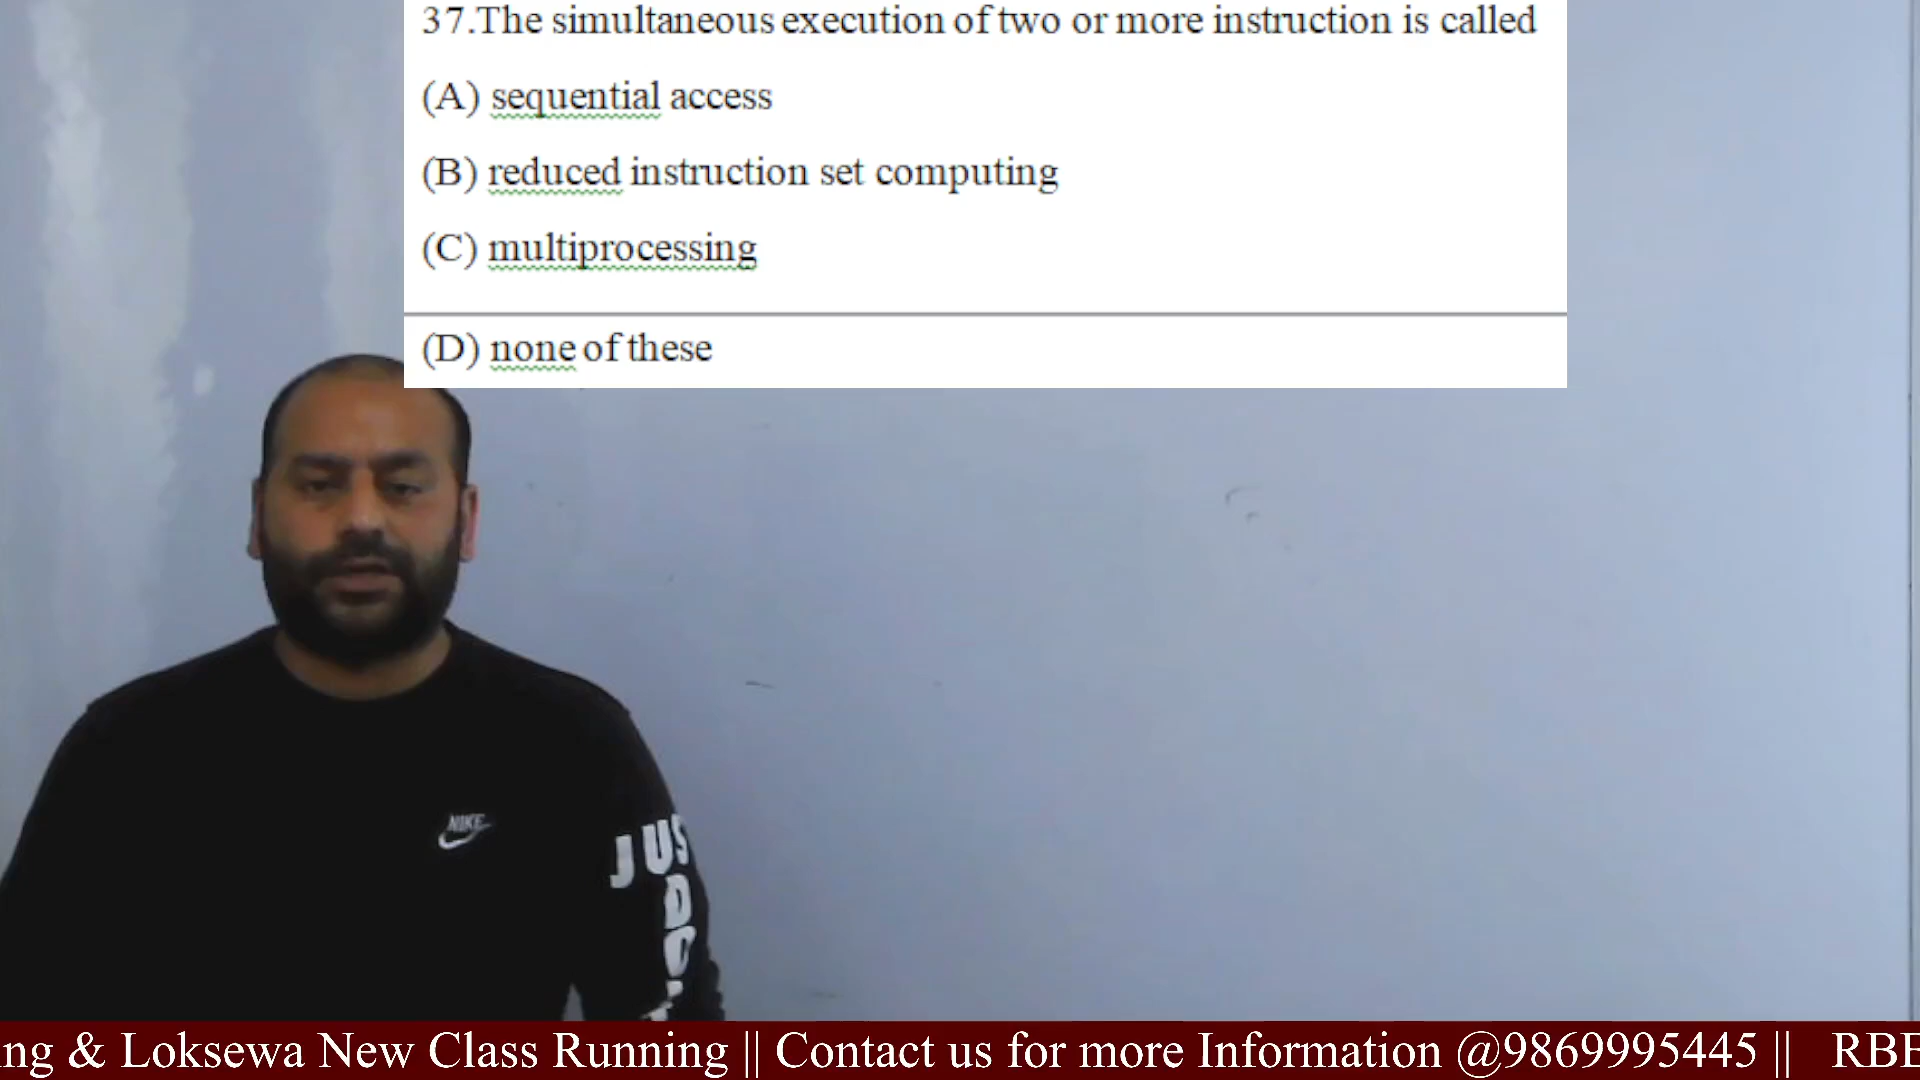 37.The simultaneous execution of two or more instruction is called
(A) sequential access
(B) reduced instruction set computing
(C) multiprocessing
(D) none of these
NIKE
JUS
DO
ng & Loksewa New Class Running || Contact us for more Information @9869995445 || RBE